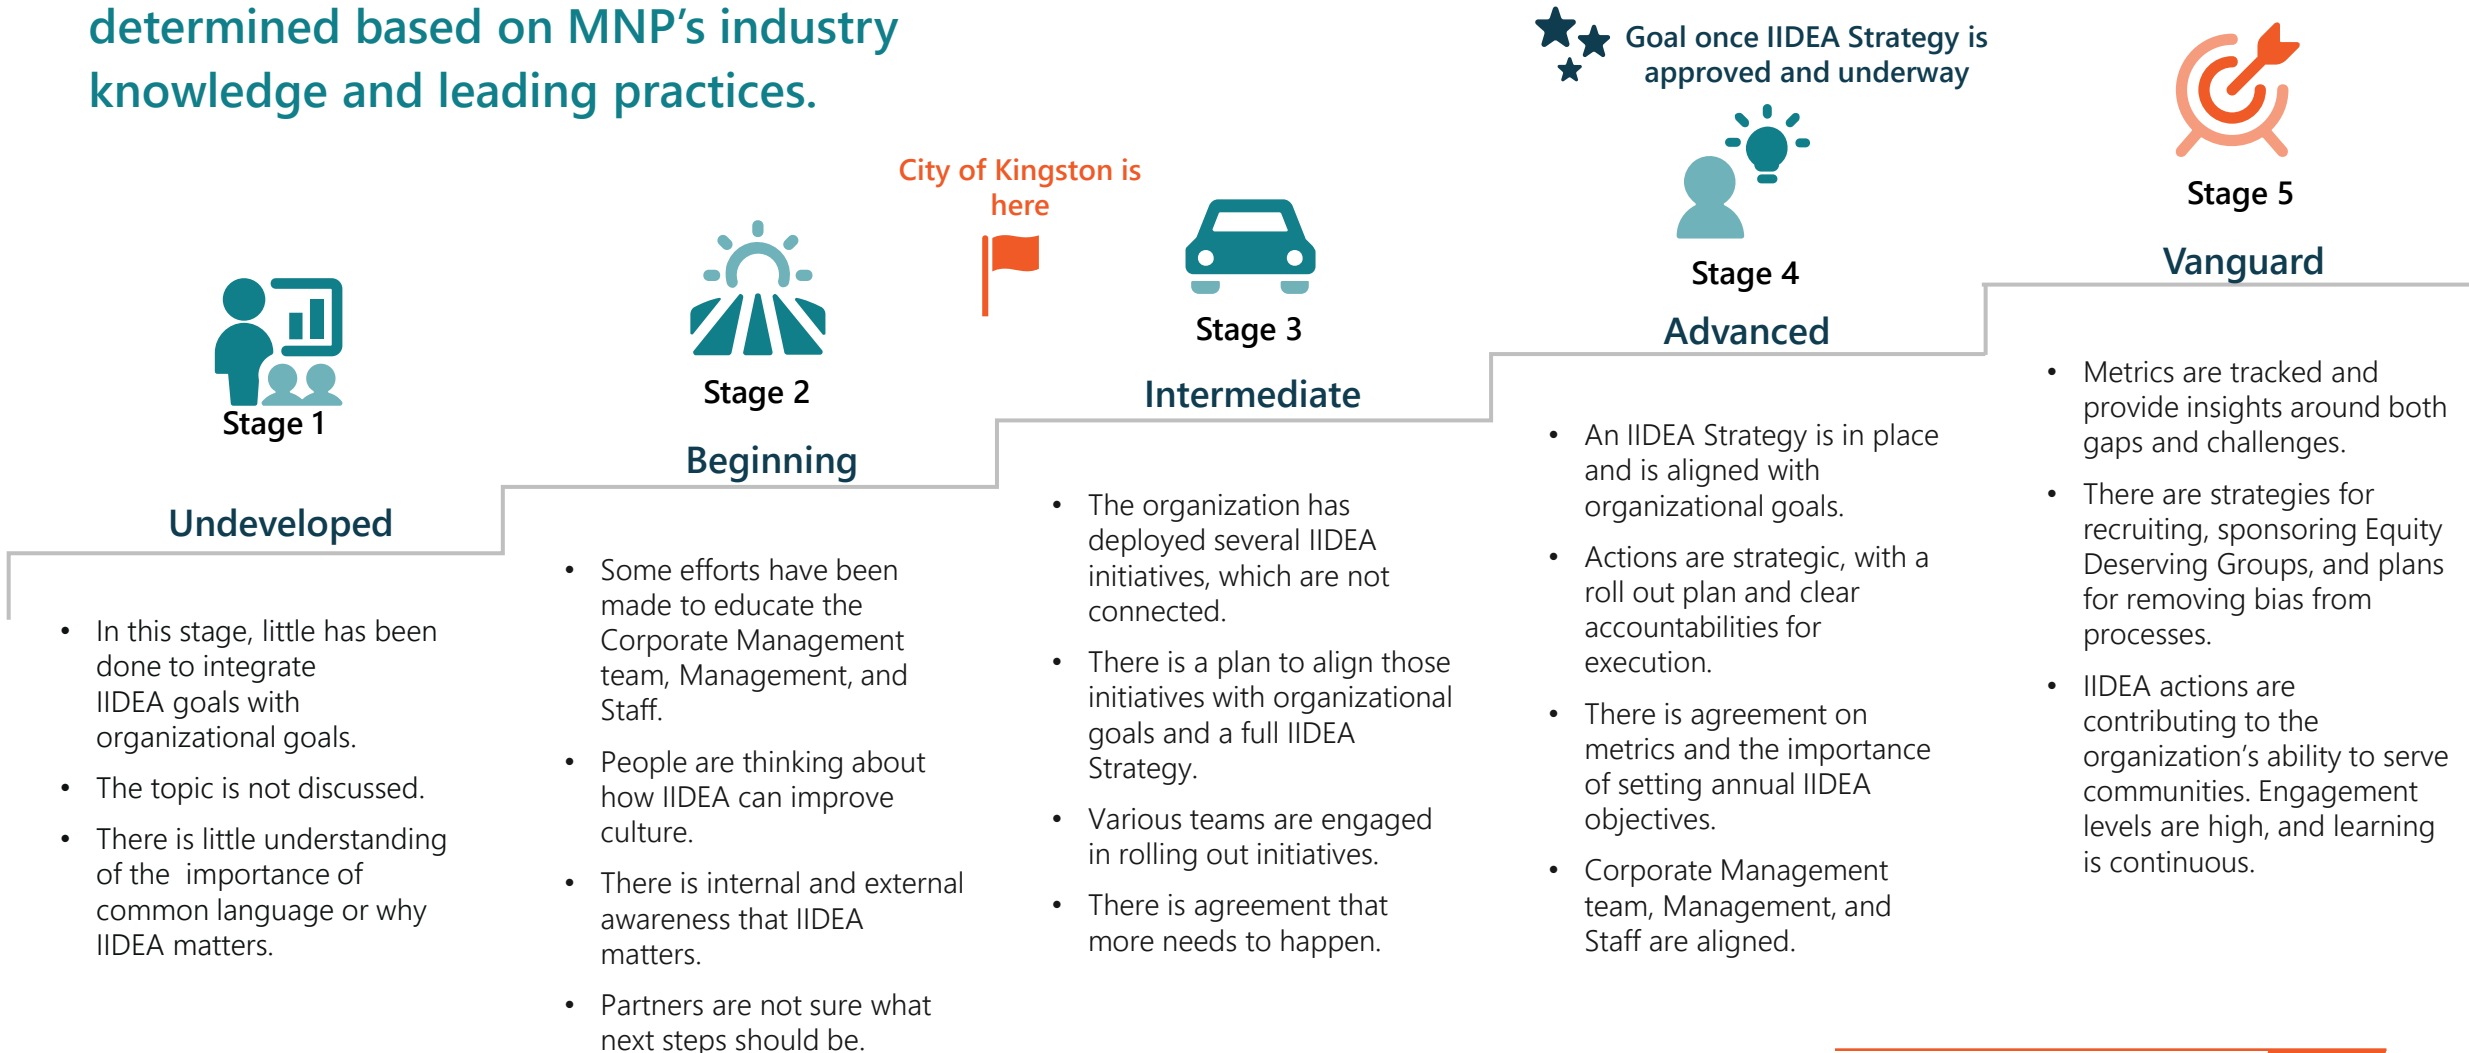 determined based on MNP’s industry
knowledge and leading practices.
Stage 1
Undeveloped
• In this stage, little has been
done to integrate
IIDEA goals with
organizational goals.
• The topic is not discussed.
• There is little understanding
of the importance of
common language or why
IIDEA matters.
Stage 2
Beginning
• Some efforts have been
made to educate the
Corporate Management
team, Management, and
Staff.
• People are thinking about
how IIDEA can improve
culture.
• There is internal and external
awareness that IIDEA
matters.
• Partners are not sure what
next steps should be.
City of Kingston is
here
Stage 3
Intermediate
• The organization has
deployed several IIDEA
initiatives, which are not
connected.
• There is a plan to align those
initiatives with organizational
goals and a full IIDEA
Strategy.
• Various teams are engaged
in rolling out initiatives.
• There is agreement that
more needs to happen.
Goal once IIDEA Strategy is
approved and underway
Stage 4
Advanced
• An IIDEA Strategy is in place
and is aligned with
organizational goals.
• Actions are strategic, with a
roll out plan and clear
accountabilities for
execution.
• There is agreement on
metrics and the importance
of setting annual IIDEA
objectives.
• Corporate Management
team, Management, and
Staff are aligned.
Stage 5
Vanguard
• Metrics are tracked and
provide insights around both
gaps and challenges.
• There are strategies for
recruiting, sponsoring Equity
Deserving Groups, and plans
for removing bias from
processes.
• IIDEA actions are
contributing to the
organization’s ability to serve
communities. Engagement
levels are high, and learning
is continuous.